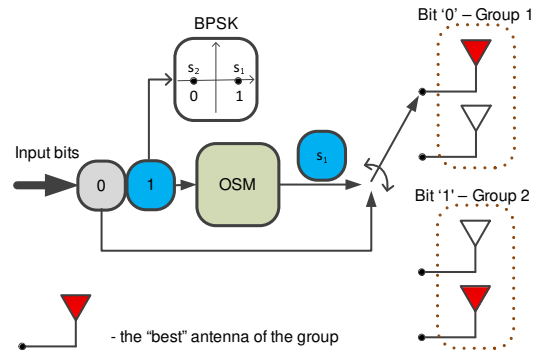 BPSK
s2 s1
0 1
Input bits
0 1
OSM
s1
Bit ‘0’ – Group 1
Bit ‘1’ – Group 2
- the “best” antenna of the group